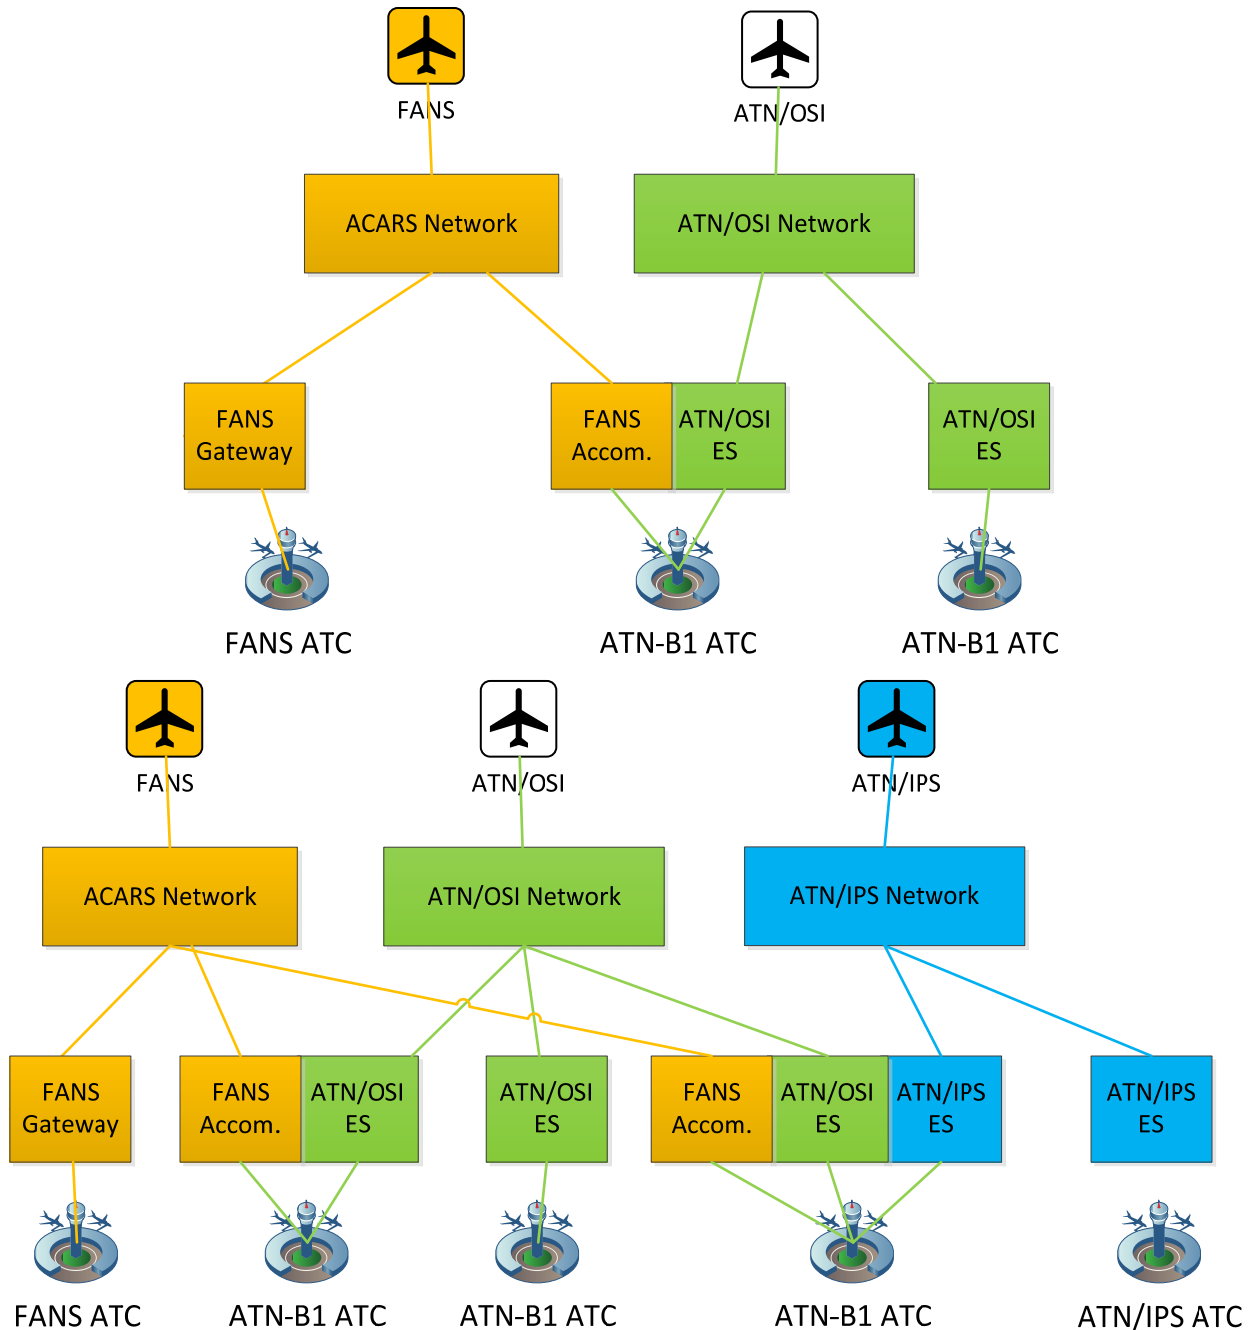 FANS
ATN/OSI
ACARS Network
ATN/OSI Network
FANS
Gateway
FANS
Accom.
ATN/OSI
ES
ATN/OSI
ES
FANS ATC
ATN-B1 ATC
ATN-B1 ATC
FANS
ATN/OSI
ATN/IPS
ACARS Network
ATN/OSI Network
ATN/IPS Network
FANS
Gateway
FANS
Accom.
ATN/OSI
ES
ATN/OSI
ES
FANS
Accom.
ATN/OSI
ES
ATN/IPS
ES
ATN/IPS
ES
FANS ATC
ATN-B1 ATC
ATN-B1 ATC
ATN-B1 ATC
ATN/IPS ATC